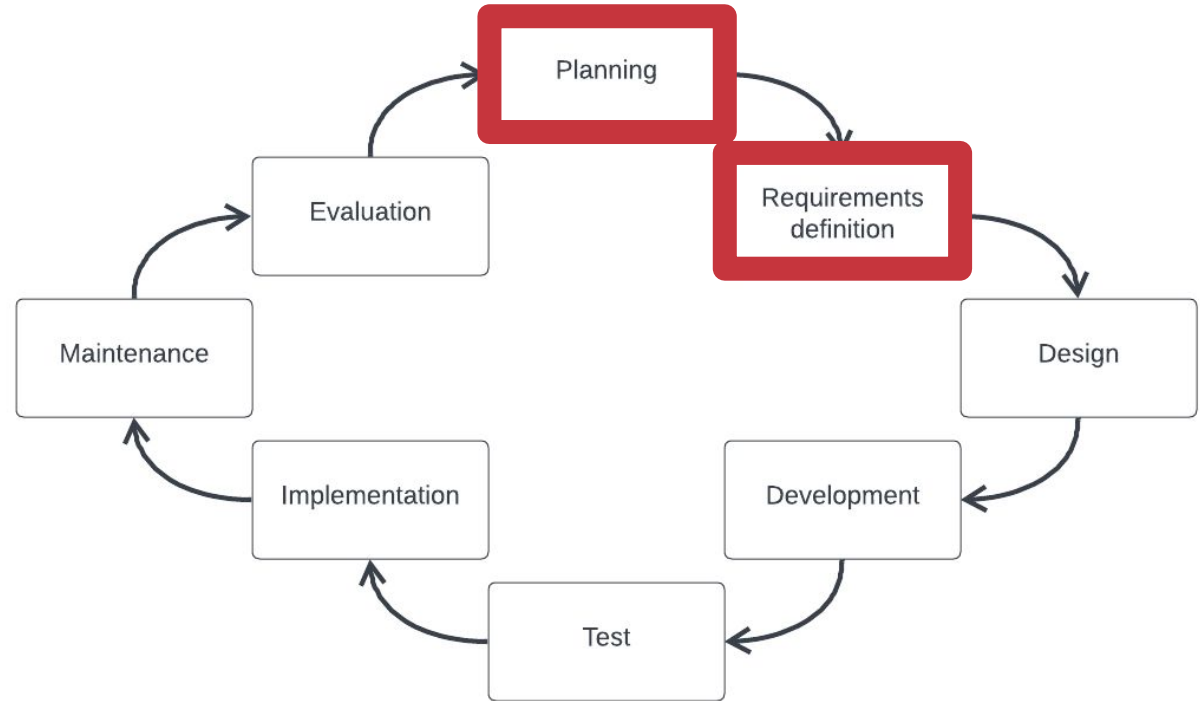 Planning
Requirements
definition
Design
Development
Test
Implementation
Maintenance
Evaluation